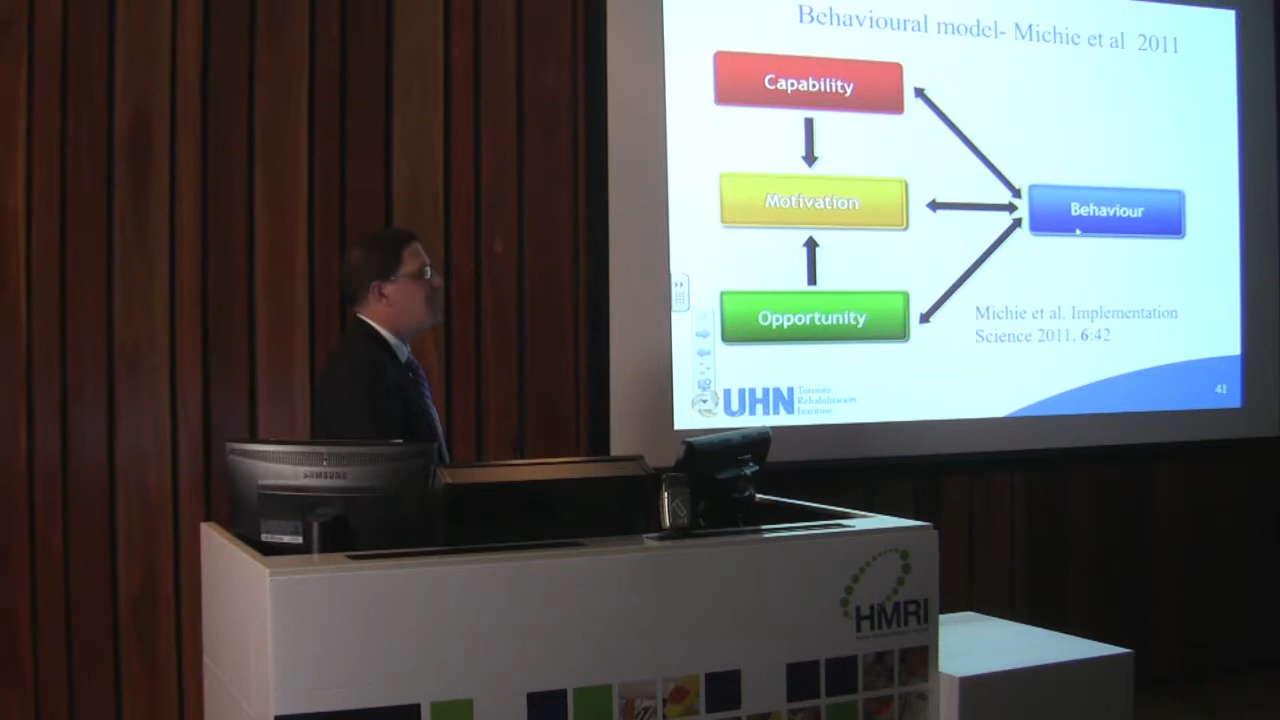 Behavioural model- Michie et al 2011
Capability
Motivation
Behaviour
Opportunity
Michie et al. Implementation
Science 2011, 6:42
UHN
Toronto
Rehabilitation
Institute
41
SAMSUNG
HMRI